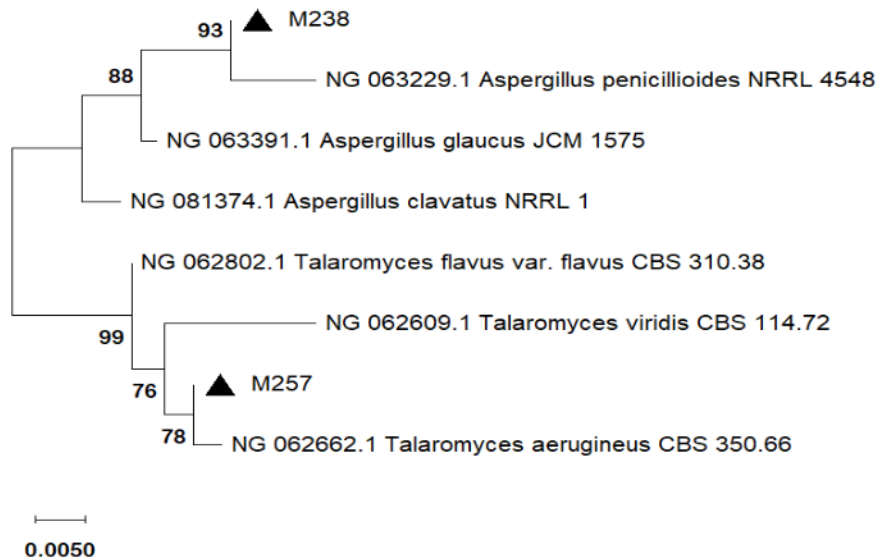 93
M238
NG 063229.1 Aspergillus penicillioides NRRL 4548
88
NG 063391.1 Aspergillus glaucus JCM 1575
NG 081374.1 Aspergillus clavatus NRRL 1
NG 062802.1 Talaromyces flavus var. flavus CBS 310.38
NG 062609.1 Talaromyces viridis CBS 114.72
99
M257
76
78
NG 062662.1 Talaromyces aerugineus CBS 350.66
0.0050